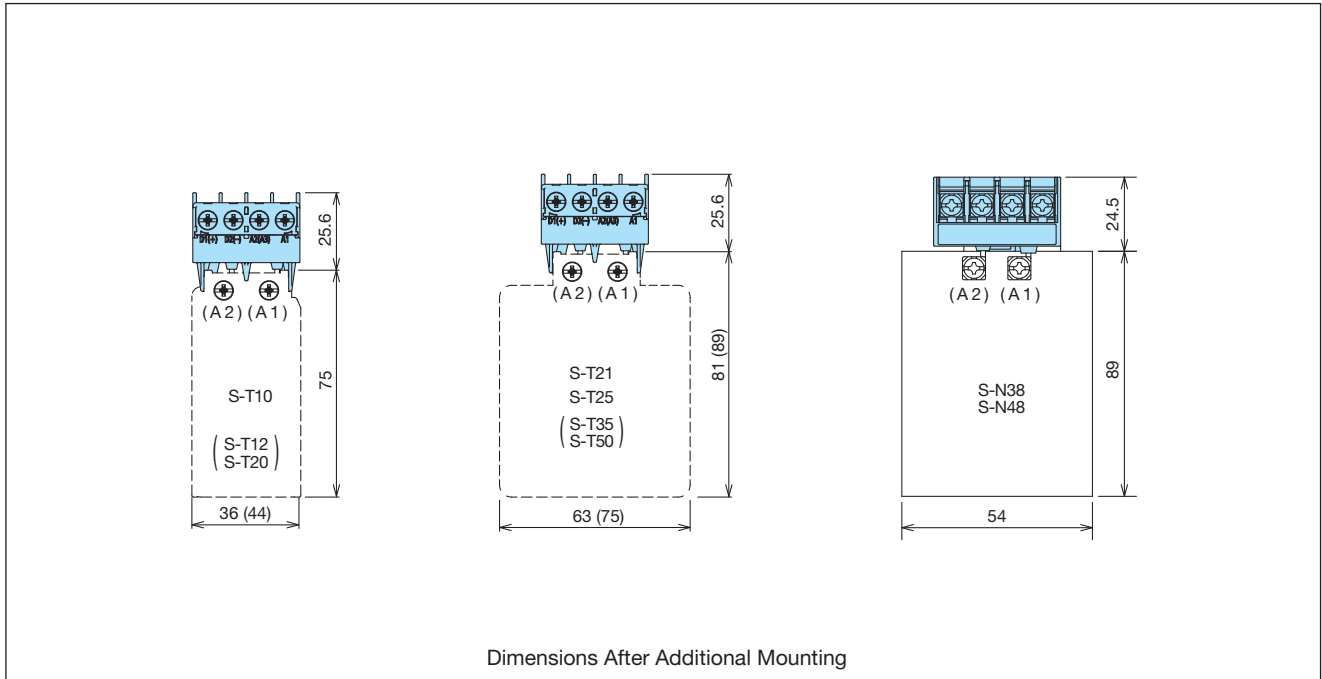 D1(+) D2(−) A2(A3) A1
25.6
(A2) (A1)
75
S-T10
( S-T12
S-T20 )
36 (44)
D1(+) D2(−) A2(A3) A1
25.6
(A2) (A1)
81 (89)
S-T21
S-T25
( S-T35
S-T50 )
63 (75)
24.5
(A2) (A1)
89
S-N38
S-N48
54
Dimensions After Additional Mounting